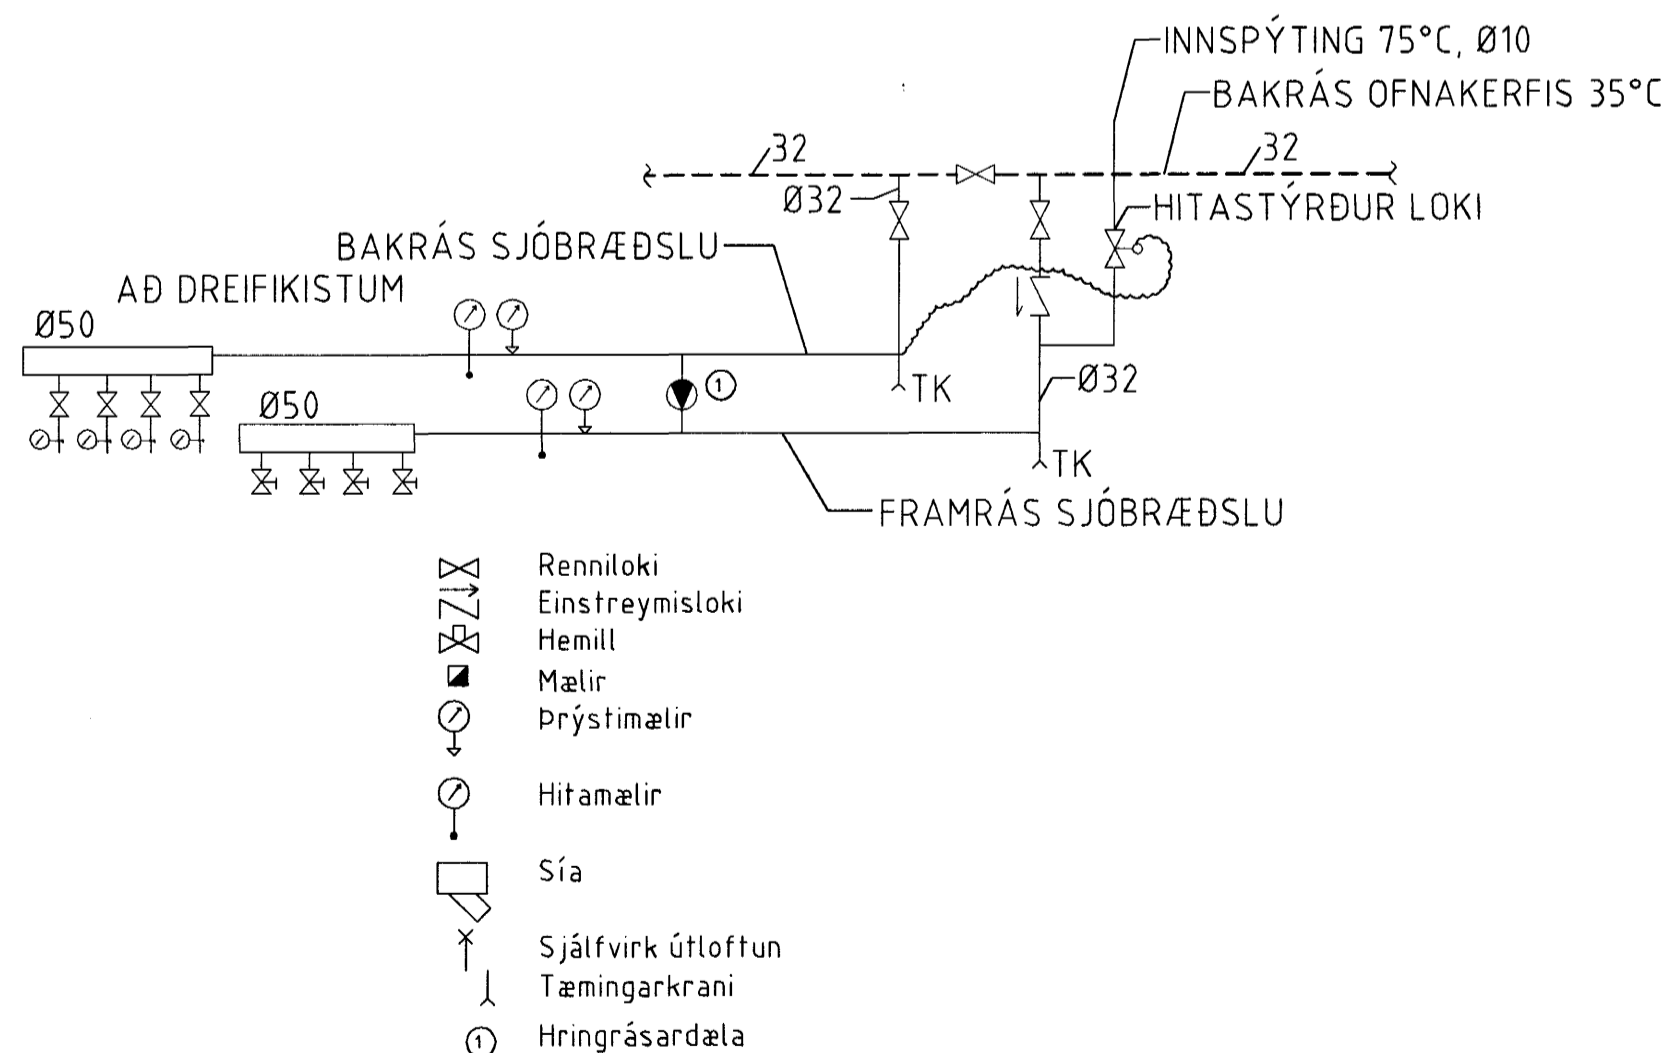 INNSPÝTING 75°C, Ø10
BAKRÁS OFNAKERFIS 35°C
32
32
Ø32
HITASTÝRÐUR LOKI
BAKRÁS SJÓBRÆÐSLU
AÐ DREIFIKISTUM
Ø50
1
TK
Ø32
Ø50
TK
FRAMRÁS SJÓBRÆÐSLU
Renniloki
Einstreymisloki
Hemill
Mælir
Þrýstimælir
Hitamælir
Sía
Sjálfvirk útloftun
Tæmingarkrani
1 Hringrásardæla